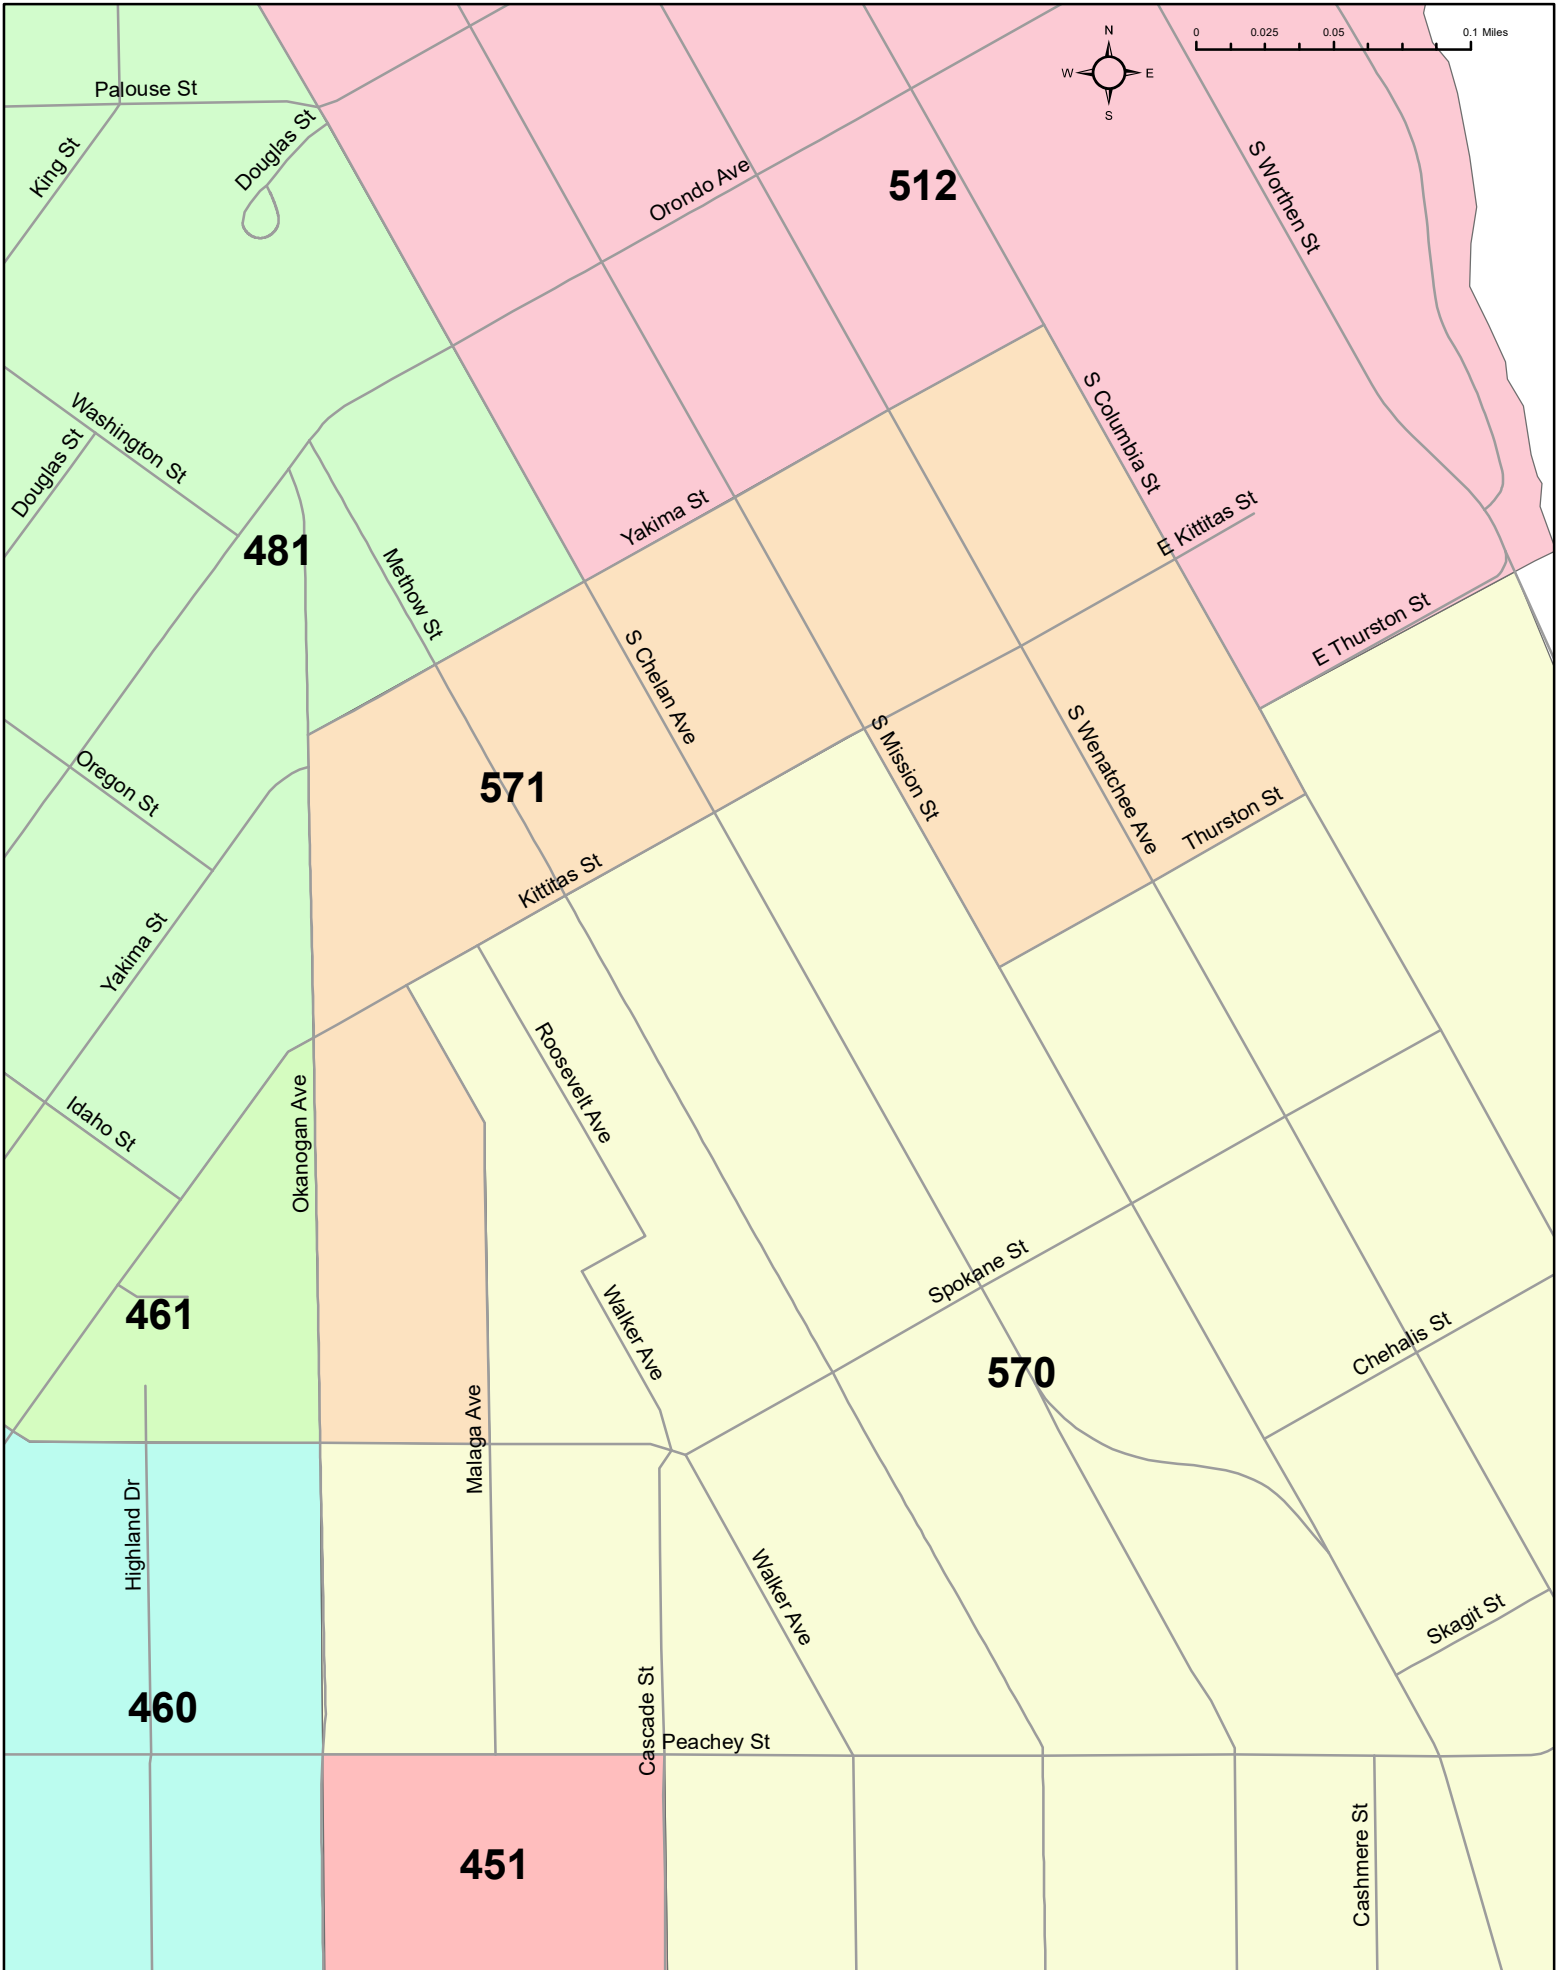 N
W
E
S
0
0.025
0.05
0.1 Miles
Palouse St
King St
Douglas St
Orondo Ave
512
S Worthen St
Washington St
Douglas St
481
Methow St
Yakima St
S Columbia St
E Kittitas St
E Thurston St
S Chelan Ave
S Mission St
S Wenatchee Ave
Thurston St
571
Oregon St
Kittitas St
Yakima St
Idaho St
Okanogan Ave
Roosevelt Ave
461
Walker Ave
Spokane St
570
Chehalis St
Malaga Ave
Highland Dr
Walker Ave
Skagit St
460
Cascade St
Peachey St
451
Cashmere St